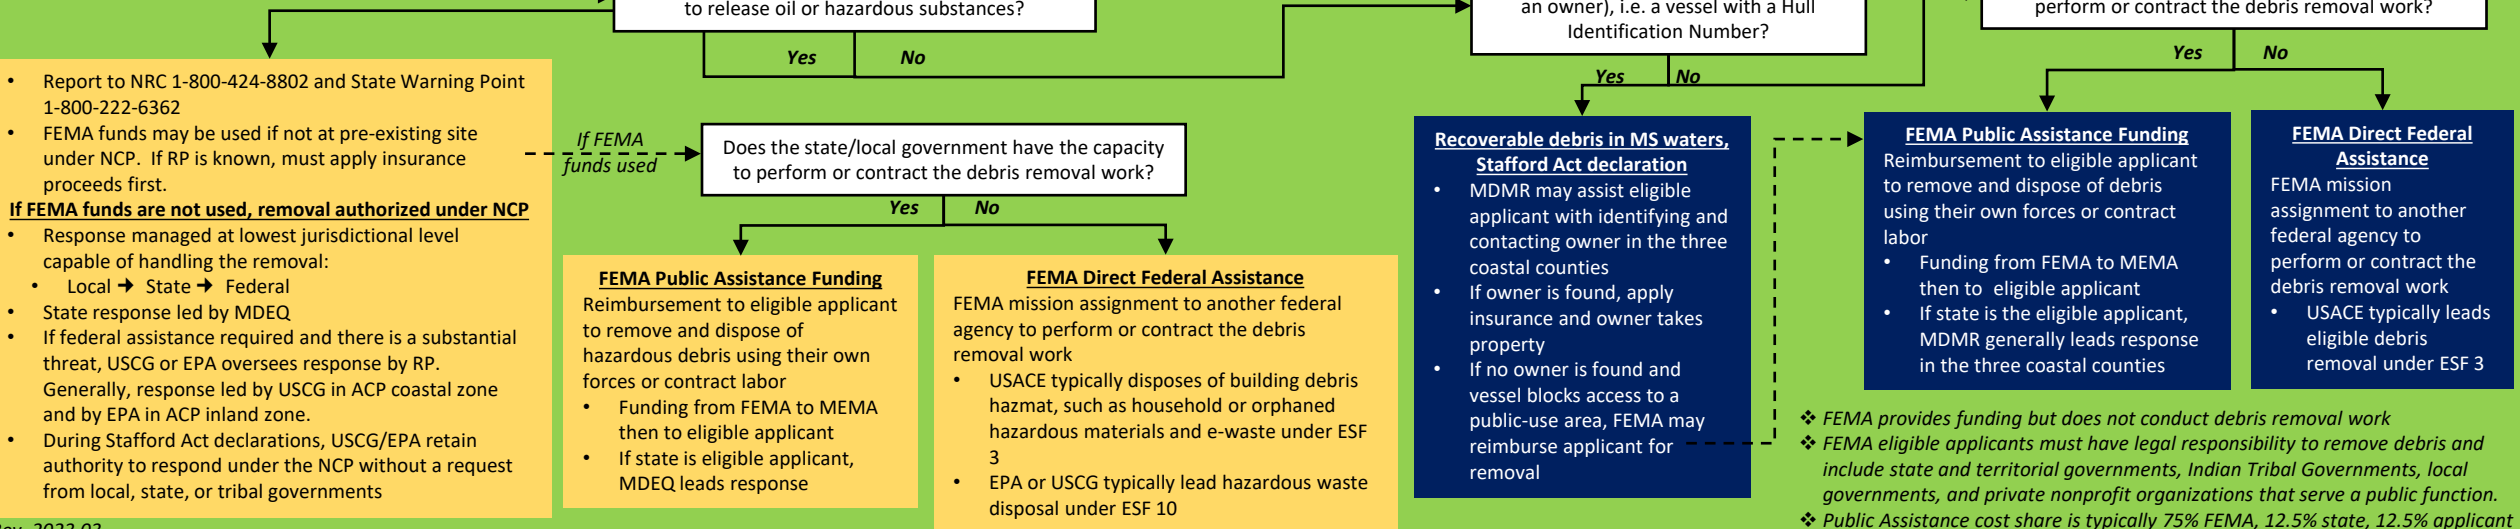 to release oil or hazardous substances?
Yes
No
an owner), i.e. a vessel with a Hull
Identification Number?
Yes
No
perform or contract the debris removal work?
Yes
No
• Report to NRC 1-800-424-8802 and State Warning Point
1-800-222-6362
• FEMA funds may be used if not at pre-existing site
under NCP. If RP is known, must apply insurance
proceeds first.
If FEMA funds are not used, removal authorized under NCP
• Response managed at lowest jurisdictional level
capable of handling the removal:
• Local → State → Federal
• State response led by MDEQ
• If federal assistance required and there is a substantial
threat, USCG or EPA oversees response by RP.
Generally, response led by USCG in ACP coastal zone
and by EPA in ACP inland zone.
• During Stafford Act declarations, USCG/EPA retain
authority to respond under the NCP without a request
from local, state, or tribal governments
If FEMA
funds used
Does the state/local government have the capacity
to perform or contract the debris removal work?
Yes
No
FEMA Public Assistance Funding
Reimbursement to eligible applicant
to remove and dispose of
hazardous debris using their own
forces or contract labor
• Funding from FEMA to MEMA
then to eligible applicant
• If state is eligible applicant,
MDEQ leads response
FEMA Direct Federal Assistance
FEMA mission assignment to another federal
agency to perform or contract the debris
removal work
• USACE typically disposes of building debris
hazmat, such as household or orphaned
hazardous materials and e-waste under ESF
3
• EPA or USCG typically lead hazardous waste
disposal under ESF 10
Recoverable debris in MS waters,
Stafford Act declaration
• MDMR may assist eligible
applicant with identifying and
contacting owner in the three
coastal counties
• If owner is found, apply
insurance and owner takes
property
• If no owner is found and
vessel blocks access to a
public-use area, FEMA may
reimburse applicant for
removal
FEMA Public Assistance Funding
Reimbursement to eligible applicant
to remove and dispose of debris
using their own forces or contract
labor
• Funding from FEMA to MEMA
then to eligible applicant
• If state is the eligible applicant,
MDMR generally leads response
in the three coastal counties
FEMA Direct Federal
Assistance
FEMA mission
assignment to another
federal agency to
perform or contract the
debris removal work
• USACE typically leads
eligible debris
removal under ESF 3
❖ FEMA provides funding but does not conduct debris removal work
❖ FEMA eligible applicants must have legal responsibility to remove debris and
include state and territorial governments, Indian Tribal Governments, local
governments, and private nonprofit organizations that serve a public function.
❖ Public Assistance cost share is typically 75% FEMA, 12.5% state, 12.5% applicant